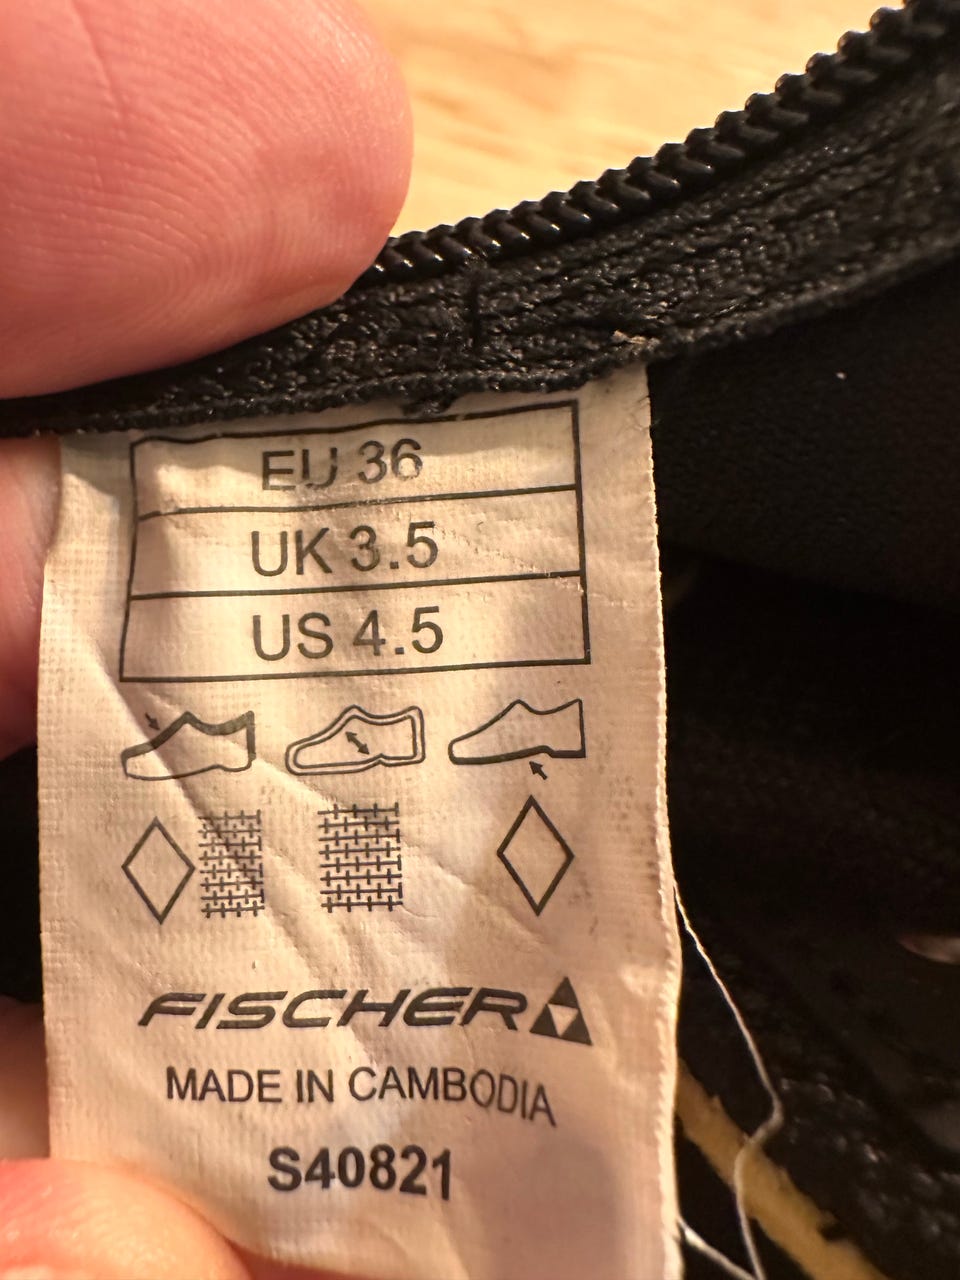 EU 36
UK 3.5
US 4.5
FISCHER
MADE IN CAMBODIA
S40821